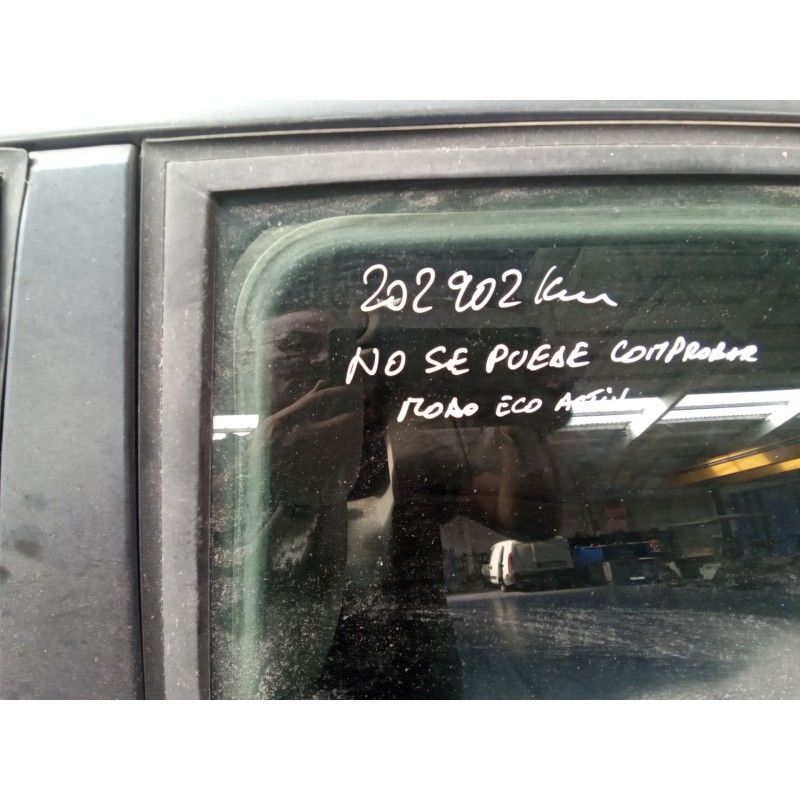 202902 km
NO SE PUEDE COMPROBAR
MODO ECO